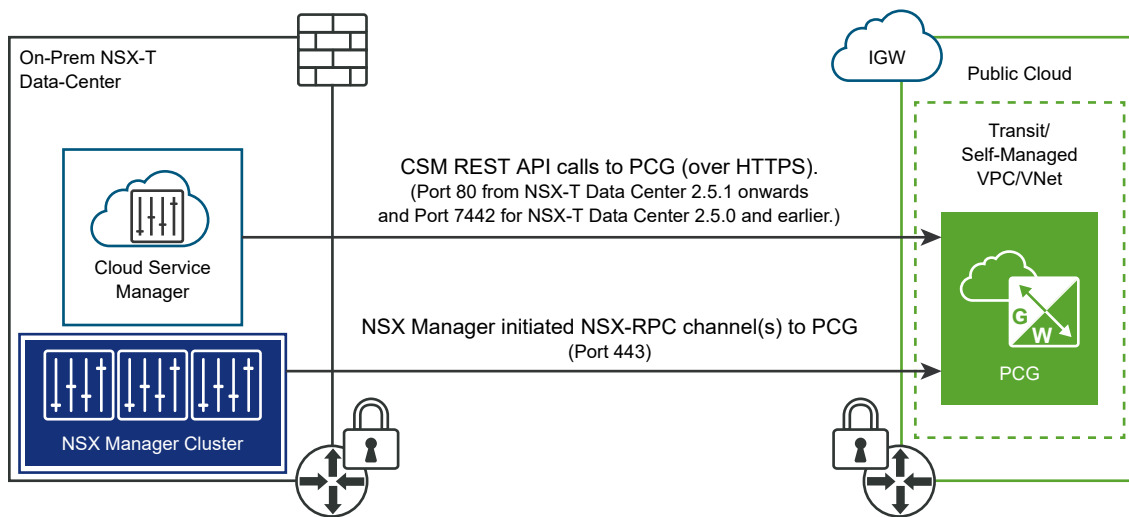 On-Prem NSX-T
Data-Center
IGW
Public Cloud
Transit/
Self-Managed
VPC/VNet
CSM REST API calls to PCG (over HTTPS).
(Port 80 from NSX-T Data Center 2.5.1 onwards
and Port 7442 for NSX-T Data Center 2.5.0 and earlier.)
Cloud Service
Manager
NSX Manager initiated NSX-RPC channel(s) to PCG
(Port 443)
G
W
PCG
NSX Manager Cluster